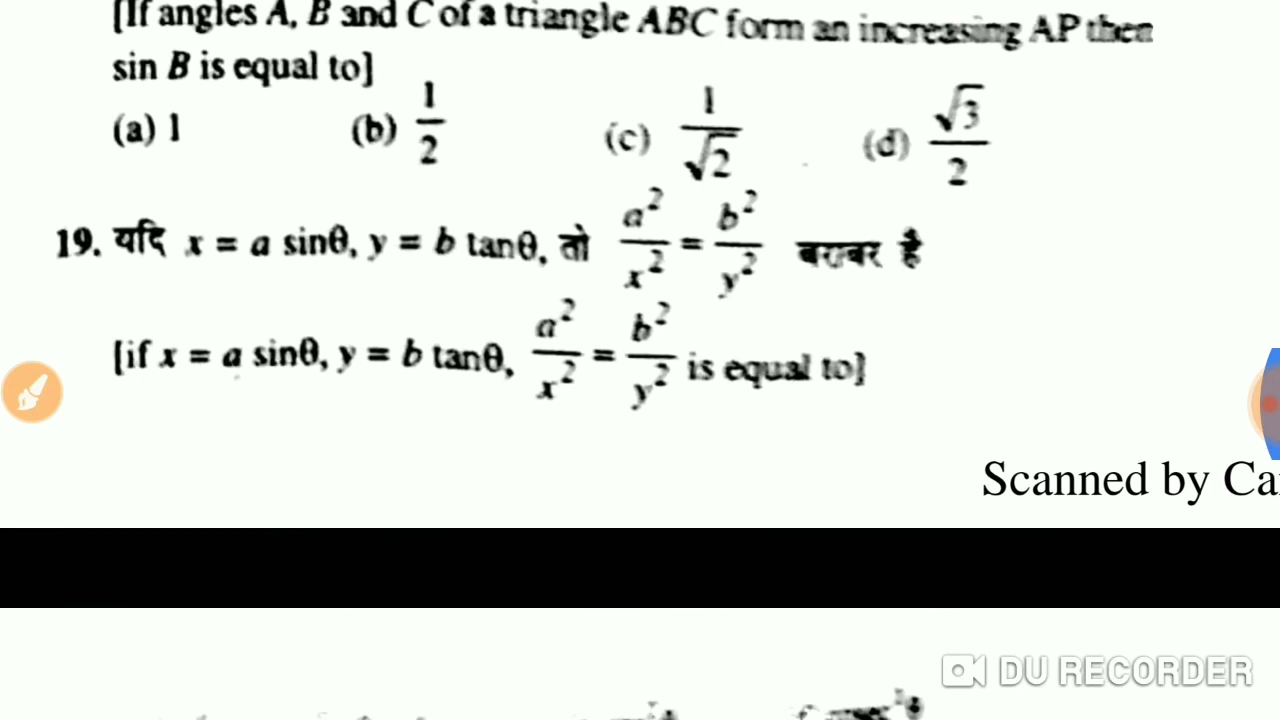 [If angles A, B and C of a triangle ABC form an increasing AP then
sin B is equal to]
(a) 1 (b) 1/2 (c) 1/√2 (d) √3/2
19. यदि x = a sinθ, y = b tanθ, तो a²/x² = b²/y² बराबर है
[if x = a sinθ, y = b tanθ, a²/x² = b²/y² is equal to]
Scanned by Ca
DU RECORDER